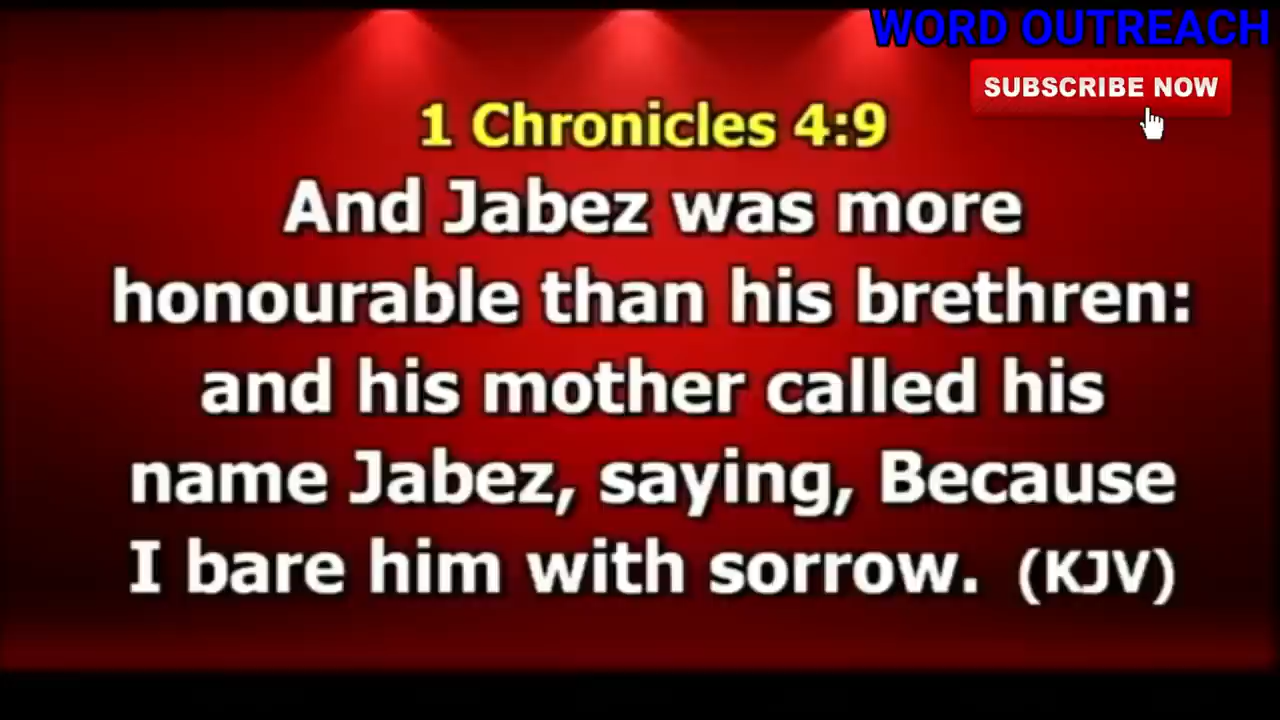 WORD OUTREACH
SUBSCRIBE NOW
1 Chronicles 4:9
And Jabez was more
honourable than his brethren:
and his mother called his
name Jabez, saying, Because
I bare him with sorrow. (KJV)